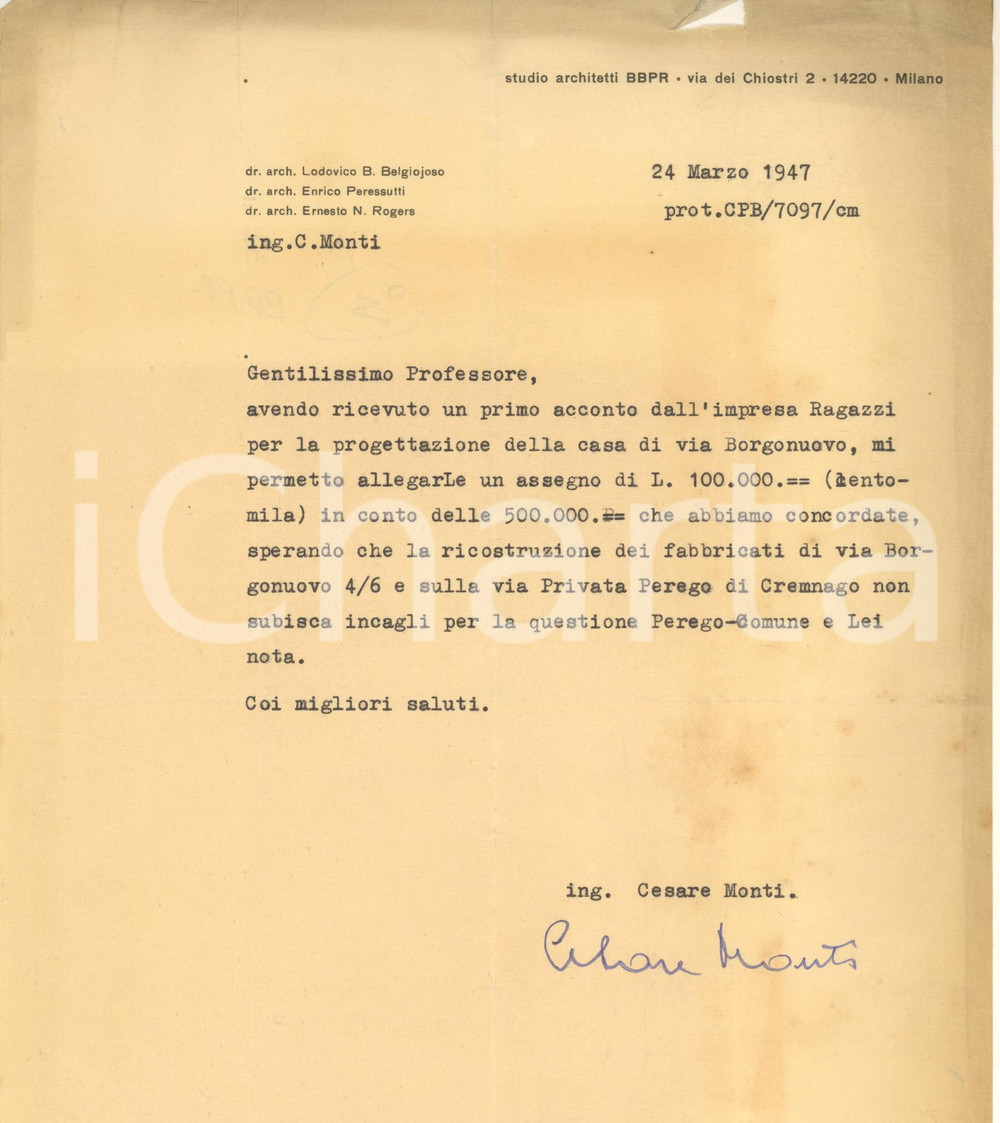 studio architetti BBPR • via dei Chiostri 2 • 14220 • Milano
dr. arch. Lodovico B. Belgiojoso
dr. arch. Enrico Peressutti
dr. arch. Ernesto N. Rogers
ing.C.Monti
24 Marzo 1947
prot.CPB/7097/cm
Gentilissimo Professore,
avendo ricevuto un primo acconto dall'impresa Ragazzi
per la progettazione della casa di via Borgonuovo, mi
permetto allegarLe un assegno di L. 100.000.== (cento-
mila) in conto delle 500.000.== che abbiamo concordate,
sperando che la ricostruzione dei fabbricati di via Bor-
gonuovo 4/6 e sulla via Privata Perego di Cremnago non
subisca incagli per la questione Perego-Comune e Lei
nota.
Coi migliori saluti.
ing. Cesare Monti.
Cesare Monti
iCharta